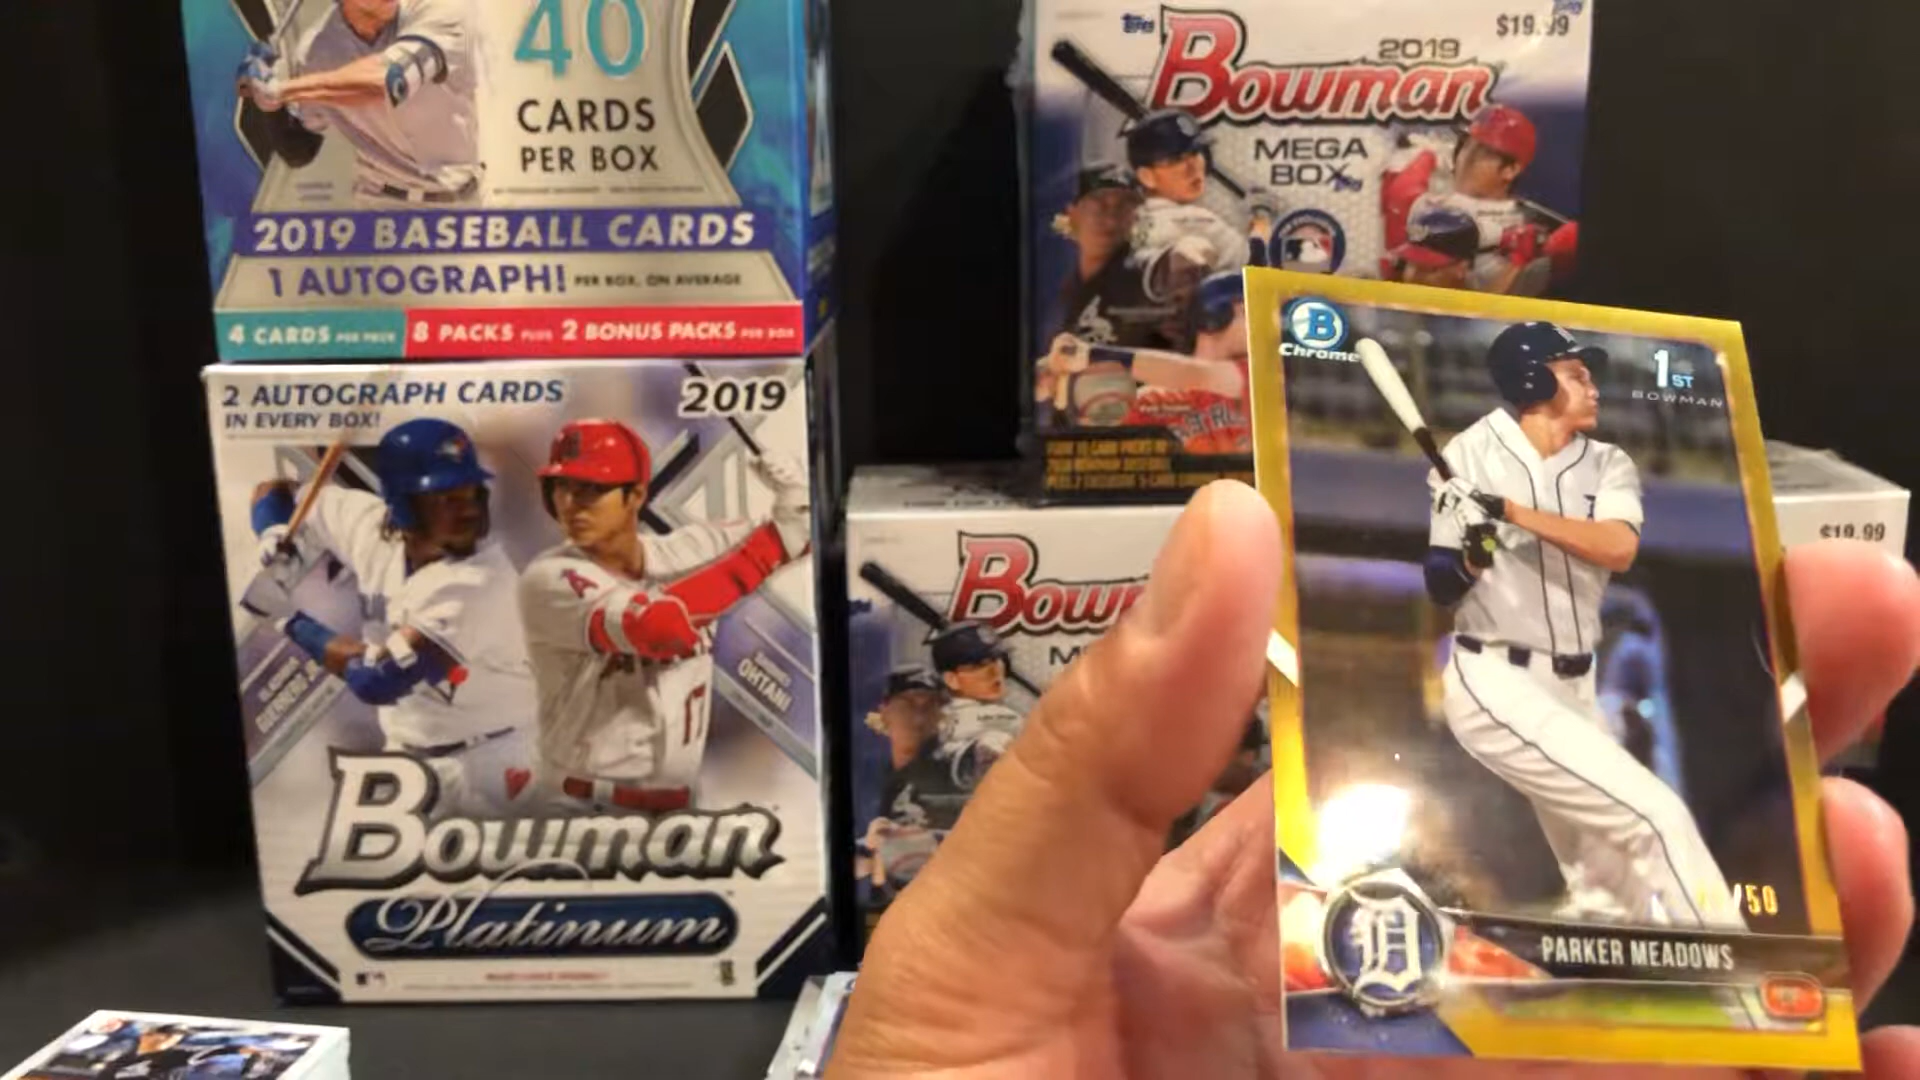 40
CARDS
PER BOX
2019 BASEBALL CARDS
1 AUTOGRAPH! PER BOX, ON AVERAGE
4 CARDS PER PACK 8 PACKS PLUS 2 BONUS PACKS PER BOX
2 AUTOGRAPH CARDS
IN EVERY BOX!
2019
A
17
OHTANI
Bowman
Platinum
Topps
$19.99
2019
Bowman
MEGA
BOX
Bow
M
$19.99
B
Chrome
1ST
BOWMAN
/50
D
PARKER MEADOWS